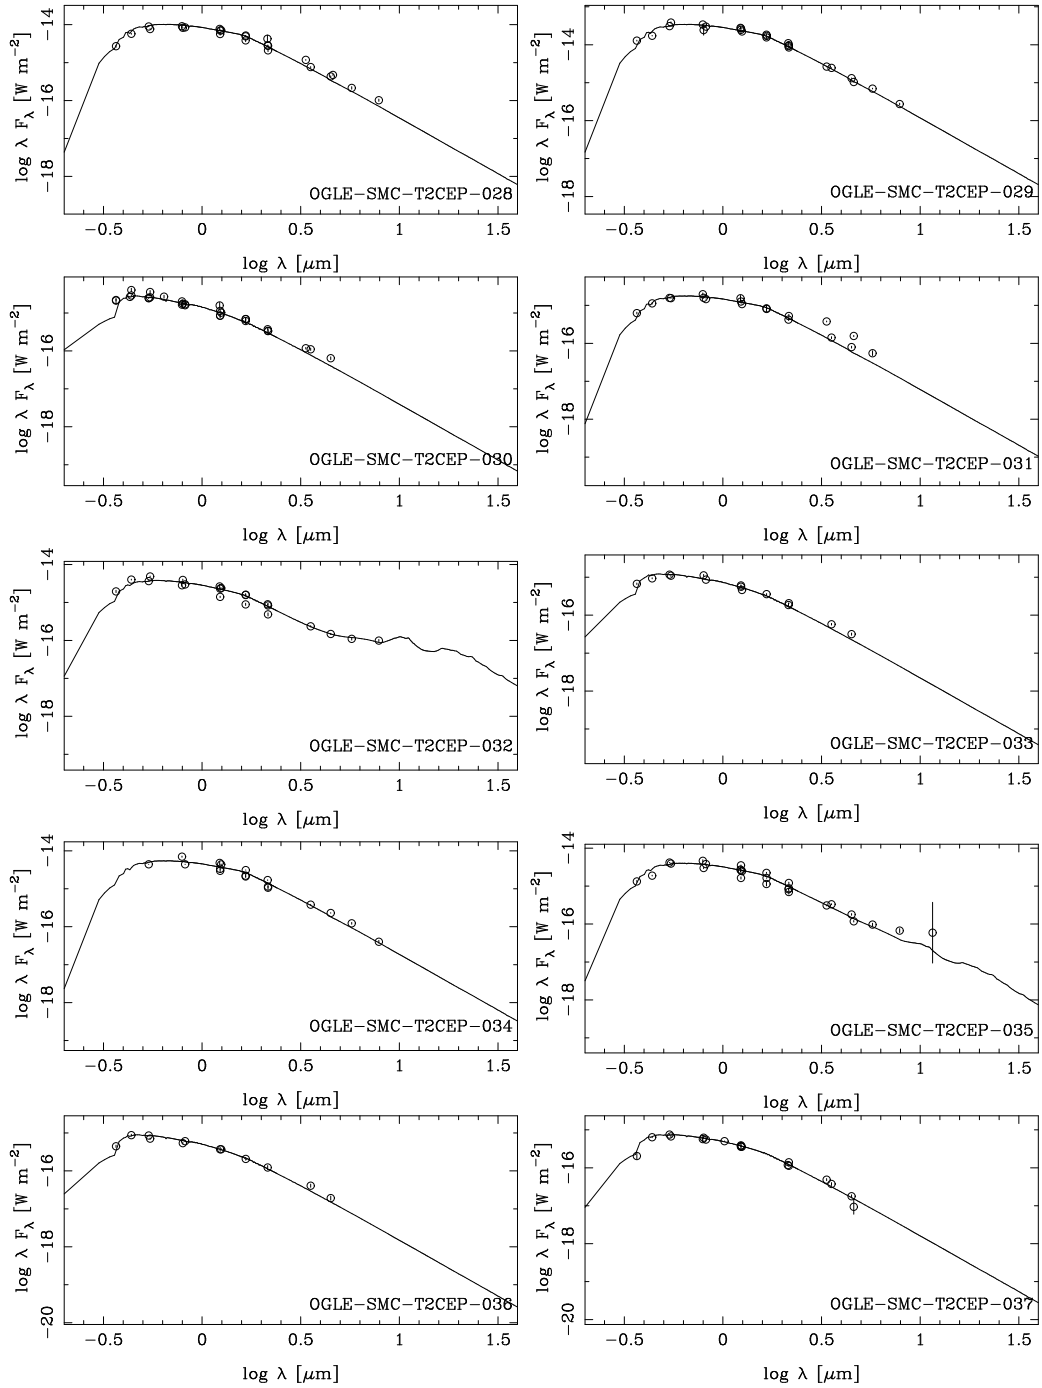 log λ F_λ [W m⁻²]
−14
−16
−18
OGLE−SMC−T2CEP−028
−0.5 0 0.5 1 1.5
log λ [μm]
log λ F_λ [W m⁻²]
−14
−16
−18
OGLE−SMC−T2CEP−029
−0.5 0 0.5 1 1.5
log λ [μm]
log λ F_λ [W m⁻²]
−16
−18
OGLE−SMC−T2CEP−030
−0.5 0 0.5 1 1.5
log λ [μm]
log λ F_λ [W m⁻²]
−16
−18
OGLE−SMC−T2CEP−031
−0.5 0 0.5 1 1.5
log λ [μm]
log λ F_λ [W m⁻²]
−14
−16
−18
OGLE−SMC−T2CEP−032
−0.5 0 0.5 1 1.5
log λ [μm]
log λ F_λ [W m⁻²]
−16
−18
OGLE−SMC−T2CEP−033
−0.5 0 0.5 1 1.5
log λ [μm]
log λ F_λ [W m⁻²]
−14
−16
−18
OGLE−SMC−T2CEP−034
−0.5 0 0.5 1 1.5
log λ [μm]
log λ F_λ [W m⁻²]
−14
−16
−18
OGLE−SMC−T2CEP−035
−0.5 0 0.5 1 1.5
log λ [μm]
log λ F_λ [W m⁻²]
−16
−18
−20
OGLE−SMC−T2CEP−036
−0.5 0 0.5 1 1.5
log λ [μm]
log λ F_λ [W m⁻²]
−16
−18
−20
OGLE−SMC−T2CEP−037
−0.5 0 0.5 1 1.5
log λ [μm]